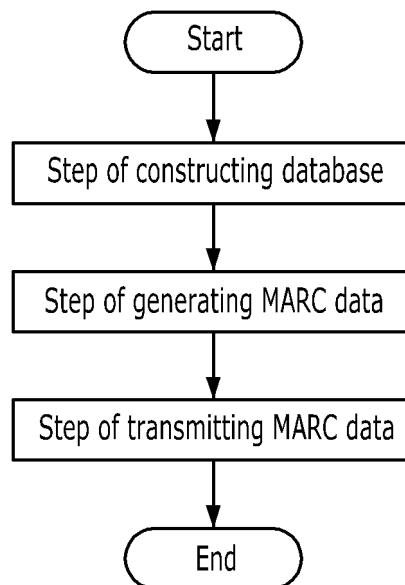 Start
Step of constructing database
Step of generating MARC data
Step of transmitting MARC data
End